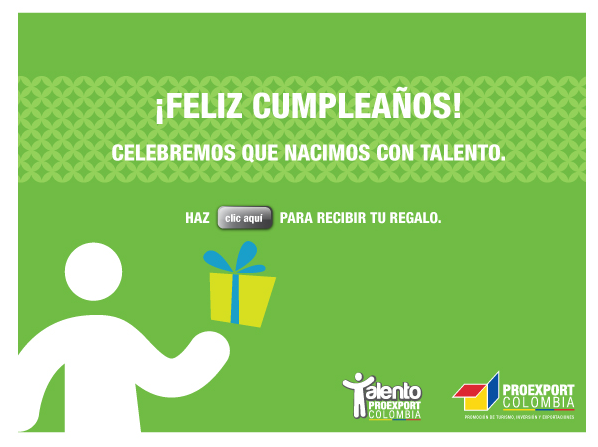 ¡FELIZ CUMPLEAÑOS!
CELEBREMOS QUE NACIMOS CON TALENTO.
HAZ clic aquí PARA RECIBIR TU REGALO.
Talento
PROEXPORT
COLOMBIA
PROEXPORT
COLOMBIA
PROMOCIÓN DE TURISMO, INVERSIÓN Y EXPORTACIONES